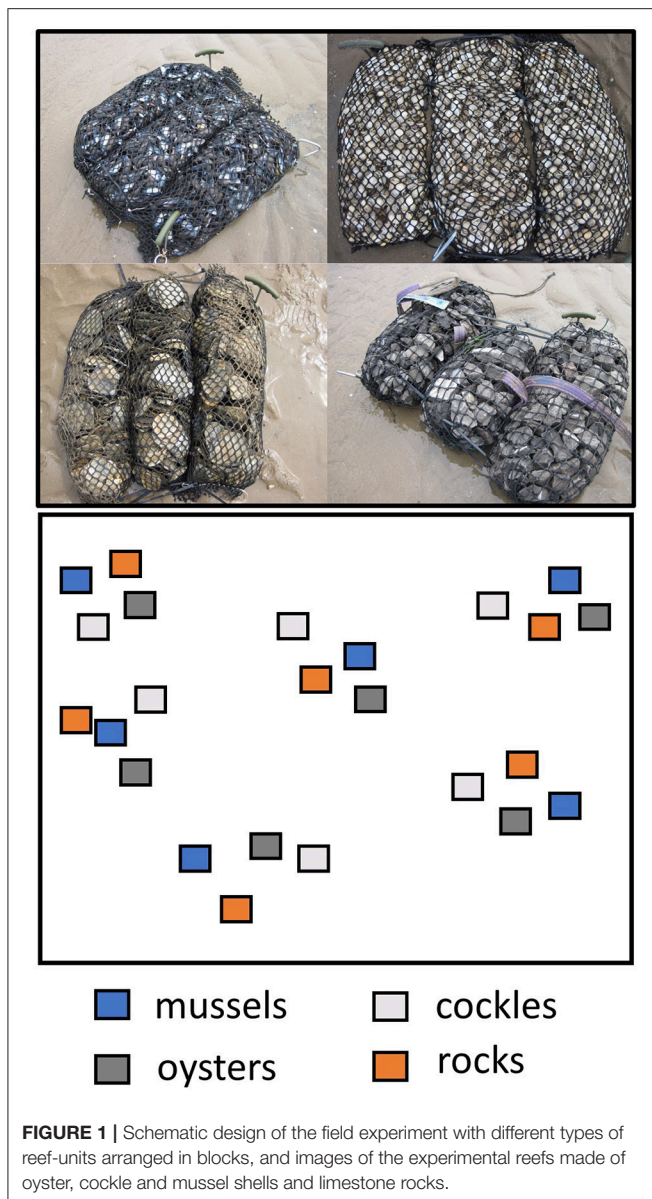 mussels
cockles
oysters
rocks
FIGURE 1 | Schematic design of the field experiment with different types of
reef-units arranged in blocks, and images of the experimental reefs made of
oyster, cockle and mussel shells and limestone rocks.